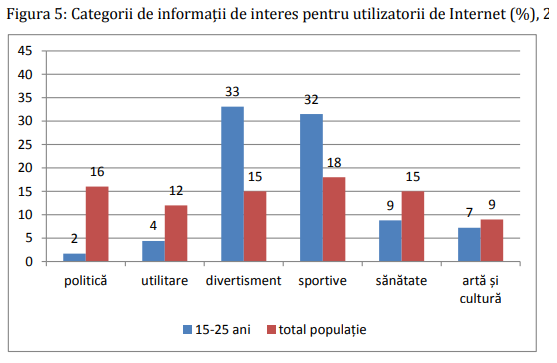 Figura 5: Categorii de informații de interes pentru utilizatorii de Internet (%), 2
45
40
35
30
25
20
15
10
5
0
2
16
4
12
33
15
32
18
9
15
7
9
politică
utilitare
divertisment
sportive
sănătate
artă și
cultură
15-25 ani
total populație